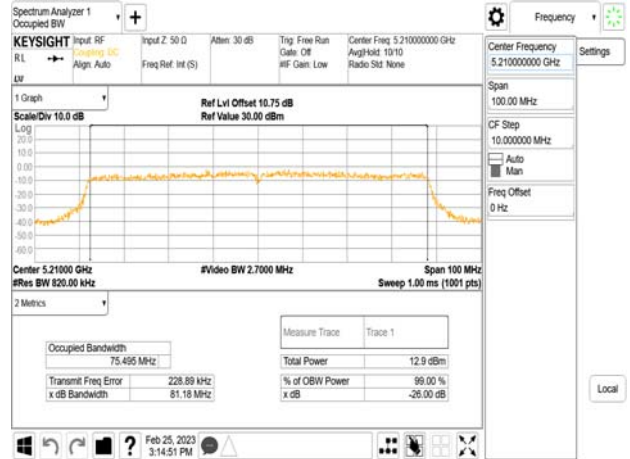 Spectrum Analyzer 1
Occupied BW
Frequency
KEYSIGHT
Input: RF
Coupling: DC
Align: Auto
Input Z: 50 Ω
Freq Ref: Int (S)
Atten: 30 dB
Trig: Free Run
Gate: Off
#IF Gain: Low
Center Freq: 5.210000000 GHz
Avg|Hold: 10/10
Radio Std: None
RL
Center Frequency
5.210000000 GHz
Settings
Span
100.00 MHz
CF Step
10.000000 MHz
Auto
Man
Freq Offset
0 Hz
1 Graph
Scale/Div 10.0 dB
Ref Lvl Offset 10.75 dB
Ref Value 30.00 dBm
Log
20.0
10.0
0.00
-10.0
-20.0
-30.0
-40.0
-50.0
-60.0
Center 5.21000 GHz
#Res BW 820.00 kHz
#Video BW 2.7000 MHz
Span 100 MHz
Sweep 1.00 ms (1001 pts)
2 Metrics
Measure Trace Trace 1
Occupied Bandwidth
75.495 MHz
Total Power 12.9 dBm
Transmit Freq Error 228.89 kHz
% of OBW Power 99.00 %
x dB Bandwidth 81.18 MHz
x dB -26.00 dB
Local
Feb 25, 2023
3:14:51 PM